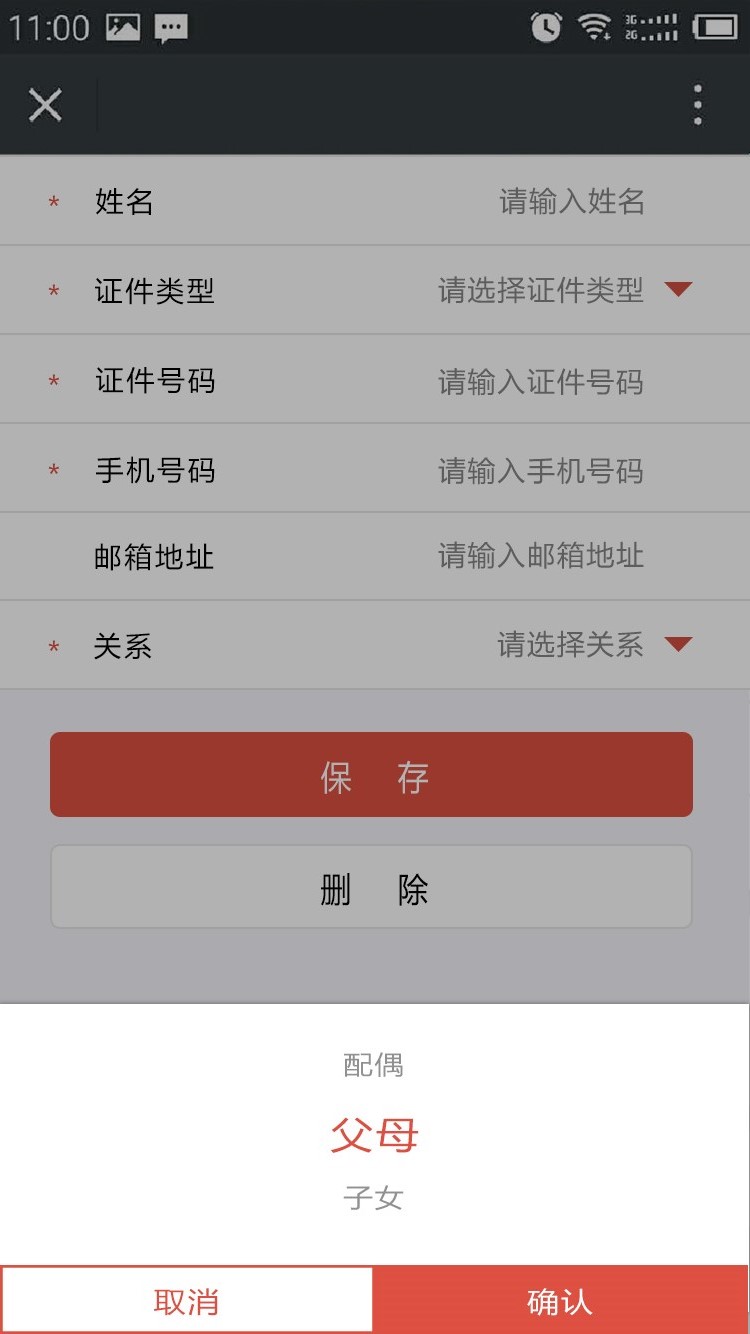 11:00
3G
2G
* 姓名 请输入姓名
* 证件类型 请选择证件类型
* 证件号码 请输入证件号码
* 手机号码 请输入手机号码
邮箱地址 请输入邮箱地址
* 关系 请选择关系
保 存
删 除
配偶
父母
子女
取消 确认